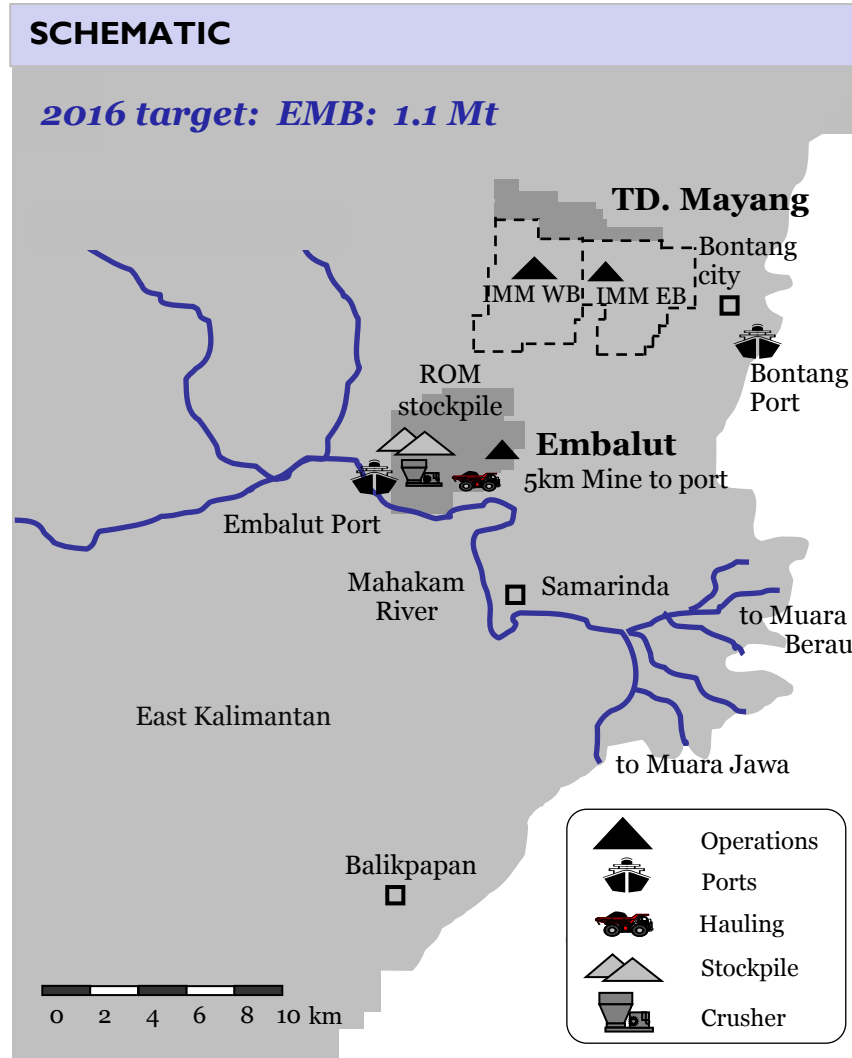 SCHEMATIC
2016 target: EMB: 1.1 Mt
TD. Mayang
Bontang
city
IMM WB
IMM EB
Bontang
Port
ROM
stockpile
Embalut
5km Mine to port
Embalut Port
Mahakam
River
Samarinda
to Muara
Berau
East Kalimantan
to Muara Jawa
Balikpapan
Operations
Ports
Hauling
Stockpile
Crusher
0 2 4 6 8 10 km